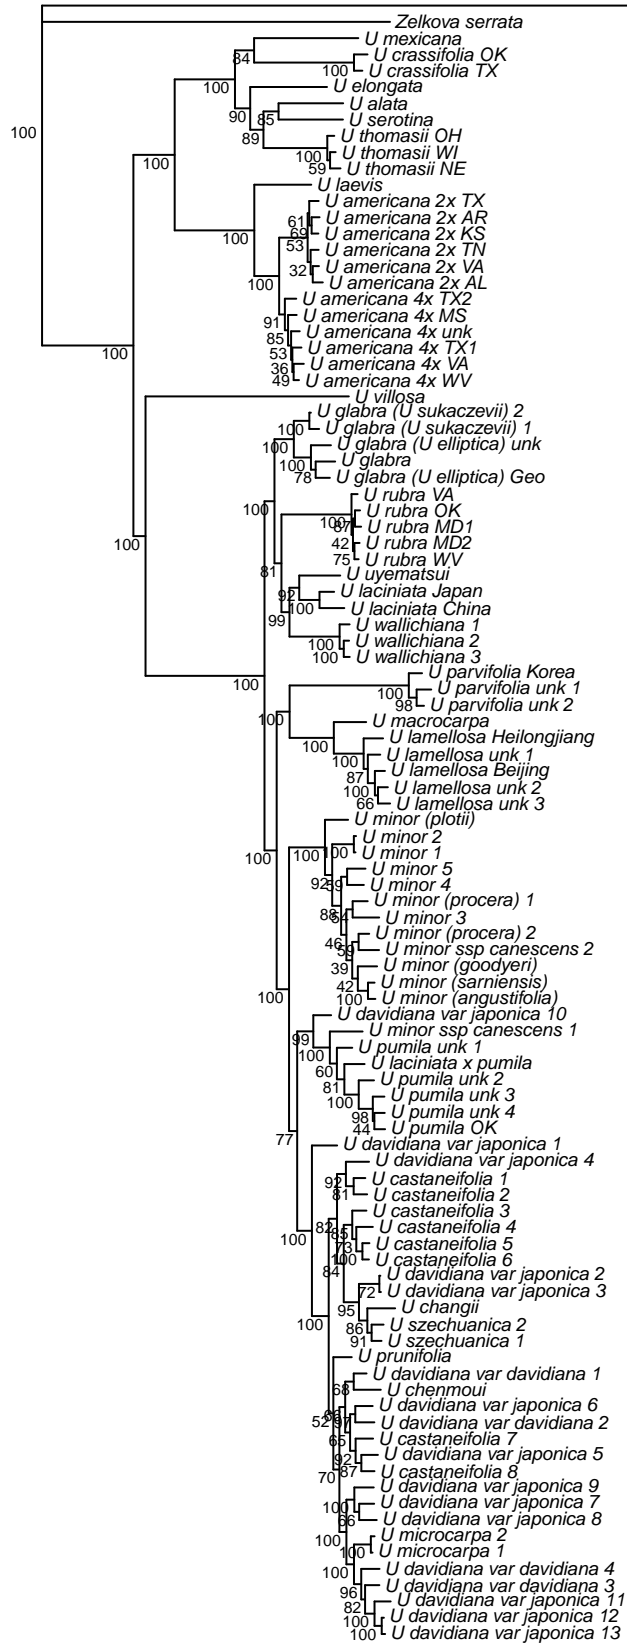 Zelkova serrata
U mexicana
84
U crassifolia OK
100
U crassifolia TX
100
U elongata
90
U alata
85
U serotina
89
U thomasii OH
100
100
U thomasii WI
100
59
U thomasii NE
U laevis
U americana 2x TX
61
U americana 2x AR
69
U americana 2x KS
100
53
U americana 2x TN
32
U americana 2x VA
100
U americana 2x AL
U americana 4x TX2
91
U americana 4x MS
85
U americana 4x unk
100
53
U americana 4x TX1
36
U americana 4x VA
49
U americana 4x WV
U villosa
U glabra (U sukaczevii) 2
100
U glabra (U sukaczevii) 1
100
U glabra (U elliptica) unk
100
U glabra
78
U glabra (U elliptica) Geo
U rubra VA
100
U rubra OK
100
87
U rubra MD1
100
42
U rubra MD2
75
U rubra WV
81
U uyematsui
92
U laciniata Japan
100
U laciniata China
99
U wallichiana 1
100
U wallichiana 2
100
U wallichiana 3
U parvifolia Korea
100
100
U parvifolia unk 1
98
U parvifolia unk 2
100
U macrocarpa
100
U lamellosa Heilongjiang
100
U lamellosa unk 1
87
U lamellosa Beijing
100
U lamellosa unk 2
66
U lamellosa unk 3
U minor (plotii)
U minor 2
100
100
100
U minor 1
U minor 5
92
59
U minor 4
U minor (procera) 1
88
54
U minor 3
U minor (procera) 2
46
59
U minor ssp canescens 2
39
U minor (goodyeri)
42
U minor (sarniensis)
100
100
U minor (angustifolia)
U davidiana var japonica 10
99
U minor ssp canescens 1
100
U pumila unk 1
60
U laciniata x pumila
81
U pumila unk 2
100
U pumila unk 3
98
U pumila unk 4
44
U pumila OK
77
U davidiana var japonica 1
U davidiana var japonica 4
92
U castaneifolia 1
81
U castaneifolia 2
U castaneifolia 3
82
85
U castaneifolia 4
100
73
U castaneifolia 5
100
U castaneifolia 6
84
U davidiana var japonica 2
72
U davidiana var japonica 3
95
U changii
100
86
U szechuanica 2
91
U szechuanica 1
U prunifolia
U davidiana var davidiana 1
68
U chenmoui
U davidiana var japonica 6
52
97
U davidiana var davidiana 2
65
U castaneifolia 7
92
U davidiana var japonica 5
70
87
U castaneifolia 8
U davidiana var japonica 9
100
U davidiana var japonica 7
66
U davidiana var japonica 8
100
U microcarpa 2
100
U microcarpa 1
100
U davidiana var davidiana 4
96
U davidiana var davidiana 3
82
U davidiana var japonica 11
100
U davidiana var japonica 12
100
U davidiana var japonica 13